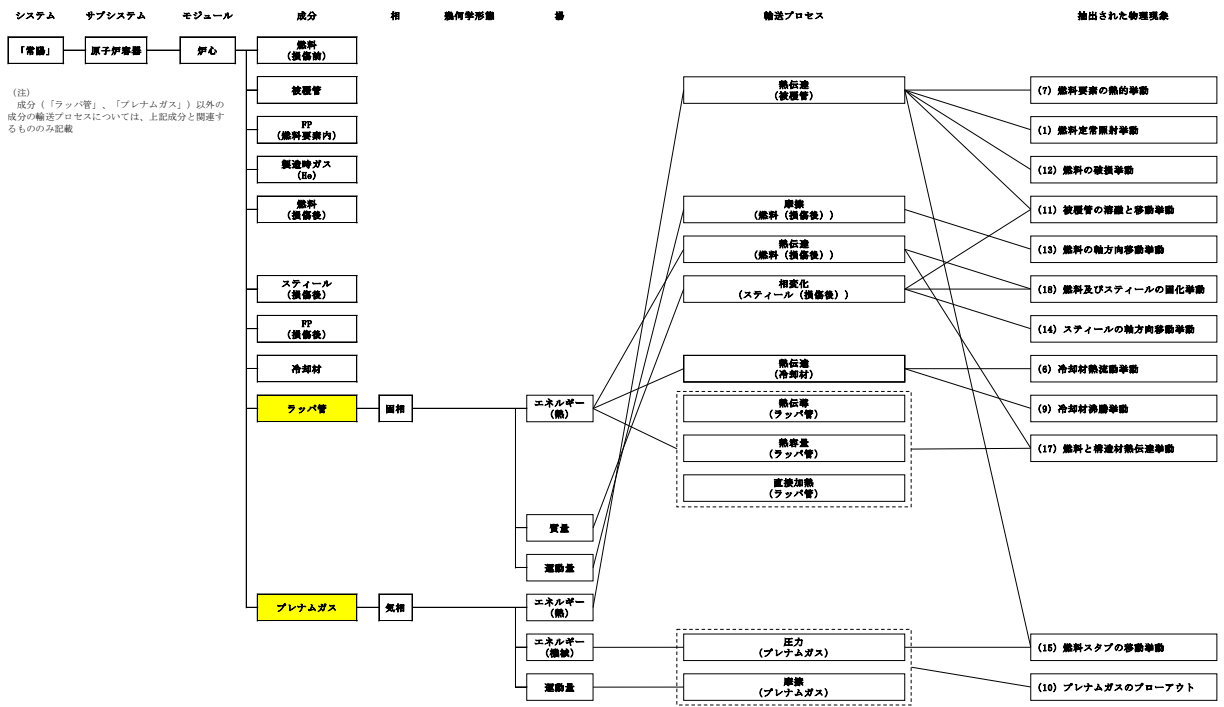 システム サブシステム モジュール 成分 相 幾何学形態 場 輸送プロセス 抽出された物理現象
「常陽」 原子炉容器 炉心
燃料
(損傷前)
(注)
成分(「ラッパ管」、「プレナムガス」)以外の
成分の輸送プロセスについては、上記成分と関連す
るもののみ記載
被覆管
FP
(燃料要素内)
製造時ガス
(He)
燃料
(損傷後)
スティール
(損傷後)
FP
(損傷後)
冷却材
ラッパ管 固相
エネルギー
(熱)
質量
運動量
プレナムガス 気相
エネルギー
(熱)
エネルギー
(機械)
運動量
熱伝達
(被覆管)
摩擦
(燃料(損傷後))
熱伝達
(燃料(損傷後))
相変化
(スティール(損傷後))
熱伝達
(冷却材)
熱伝導
(ラッパ管)
熱容量
(ラッパ管)
直接加熱
(ラッパ管)
圧力
(プレナムガス)
摩擦
(プレナムガス)
(7) 燃料要素の熱的挙動
(1) 燃料定常照射挙動
(12) 燃料の破損挙動
(11) 被覆管の溶融と移動挙動
(13) 燃料の軸方向移動挙動
(18) 燃料及びスティールの固化挙動
(14) スティールの軸方向移動挙動
(6) 冷却材熱流動挙動
(9) 冷却材沸騰挙動
(17) 燃料と構造材熱伝達挙動
(15) 燃料スタブの移動挙動
(10) プレナムガスのブローアウト